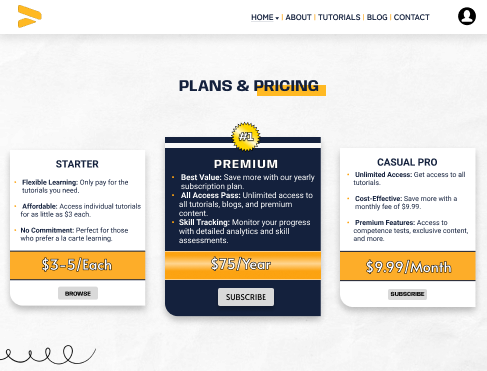 HOME ABOUT TUTORIALS BLOG CONTACT
PLANS & PRICING
STARTER
• Flexible Learning: Only pay for the
tutorials you need.
• Affordable: Access individual tutorials
for as little as $3 each.
• No Commitment: Perfect for those
who prefer a la carte learning.
$3-5/Each
BROWSE
#1
PREMIUM
• Best Value: Save more with our yearly
subscription plan.
• All Access Pass: Unlimited access to
all tutorials, blogs, and premium
content.
• Skill Tracking: Monitor your progress
with detailed analytics and skill
assessments.
$75/Year
SUBSCRIBE
CASUAL PRO
• Unlimited Access: Get access to all
tutorials.
• Cost-Effective: Save more with a
monthly fee of $9.99.
• Premium Features: Access to
competence tests, exclusive content,
and more.
$9.99/Month
SUBSCRIBE